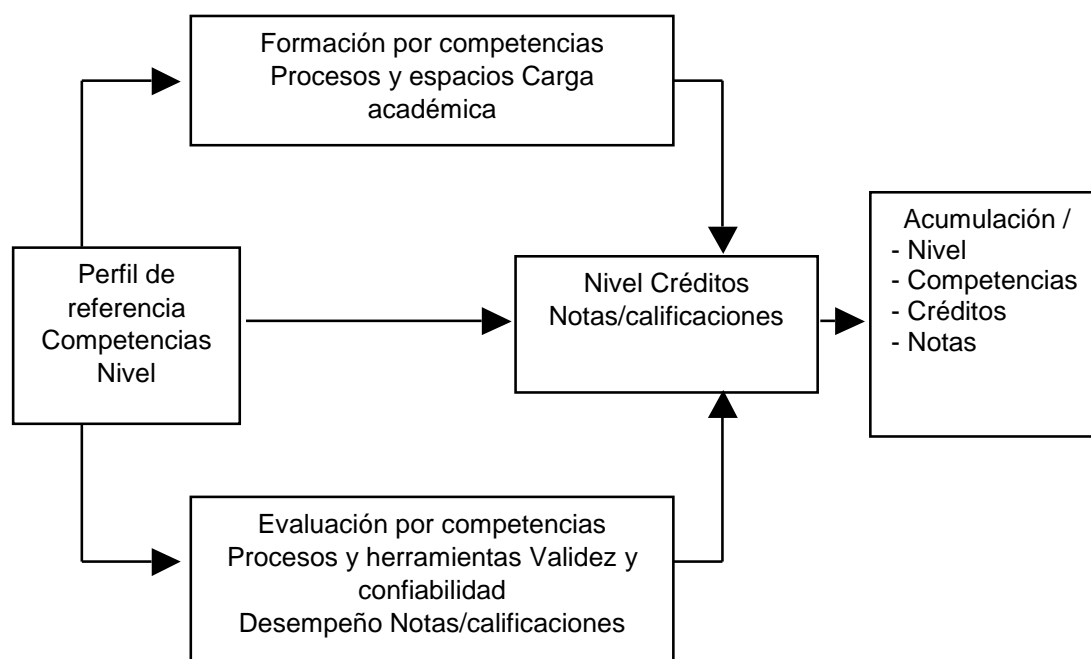 Formación por competencias
Procesos y espacios Carga
académica
Perfil de
referencia
Competencias
Nivel
Nivel Créditos
Notas/calificaciones
Acumulación /
- Nivel
- Competencias
- Créditos
- Notas
Evaluación por competencias
Procesos y herramientas Validez y
confiabilidad
Desempeño Notas/calificaciones